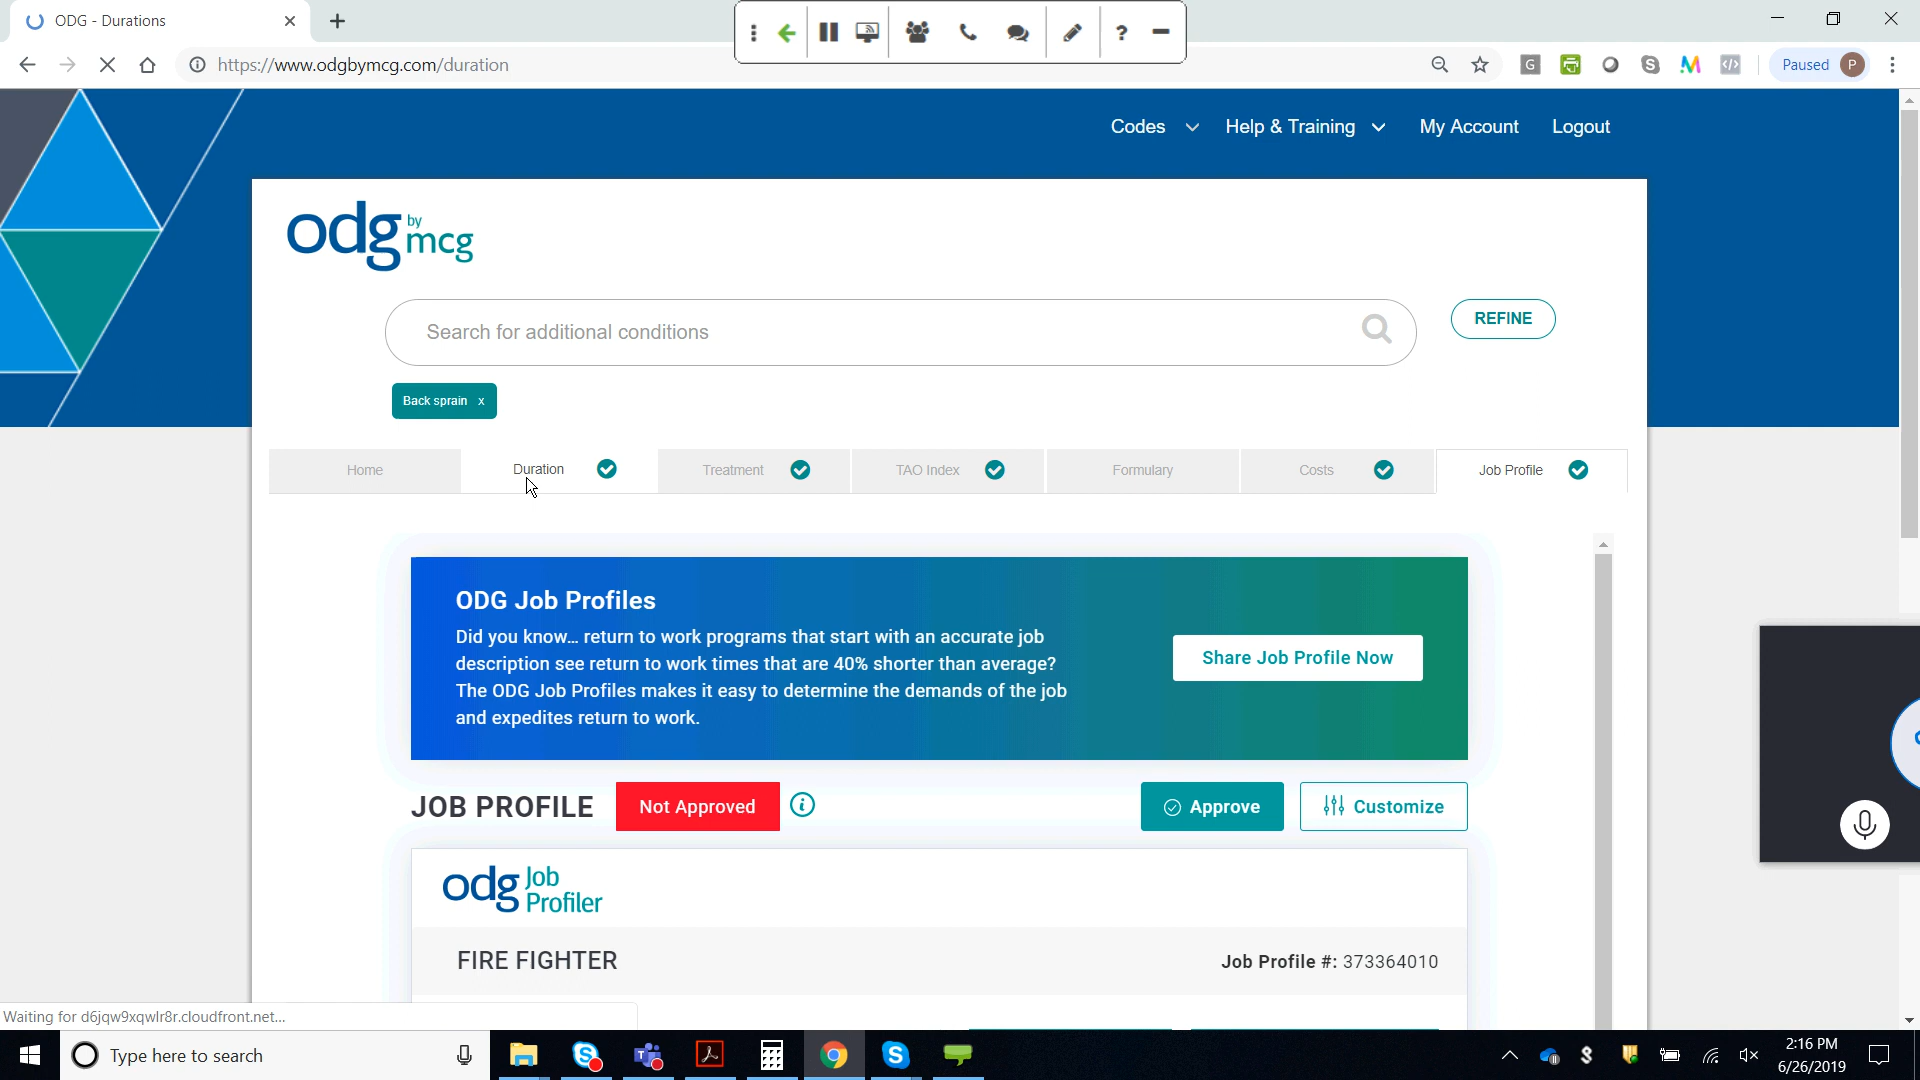 ODG - Durations
https://www.odgbymcg.com/duration
Paused P
Codes Help & Training My Account Logout
odg by mcg
Search for additional conditions
REFINE
Back sprain x
Home Duration Treatment TAO Index Formulary Costs Job Profile
ODG Job Profiles
Did you know... return to work programs that start with an accurate job
description see return to work times that are 40% shorter than average?
The ODG Job Profiles makes it easy to determine the demands of the job
and expedites return to work.
Share Job Profile Now
JOB PROFILE Not Approved Approve Customize
odg Job Profiler
FIRE FIGHTER Job Profile #: 373364010
Waiting for d6jqw9xqwlr8r.cloudfront.net...
Type here to search
2:16 PM
6/26/2019